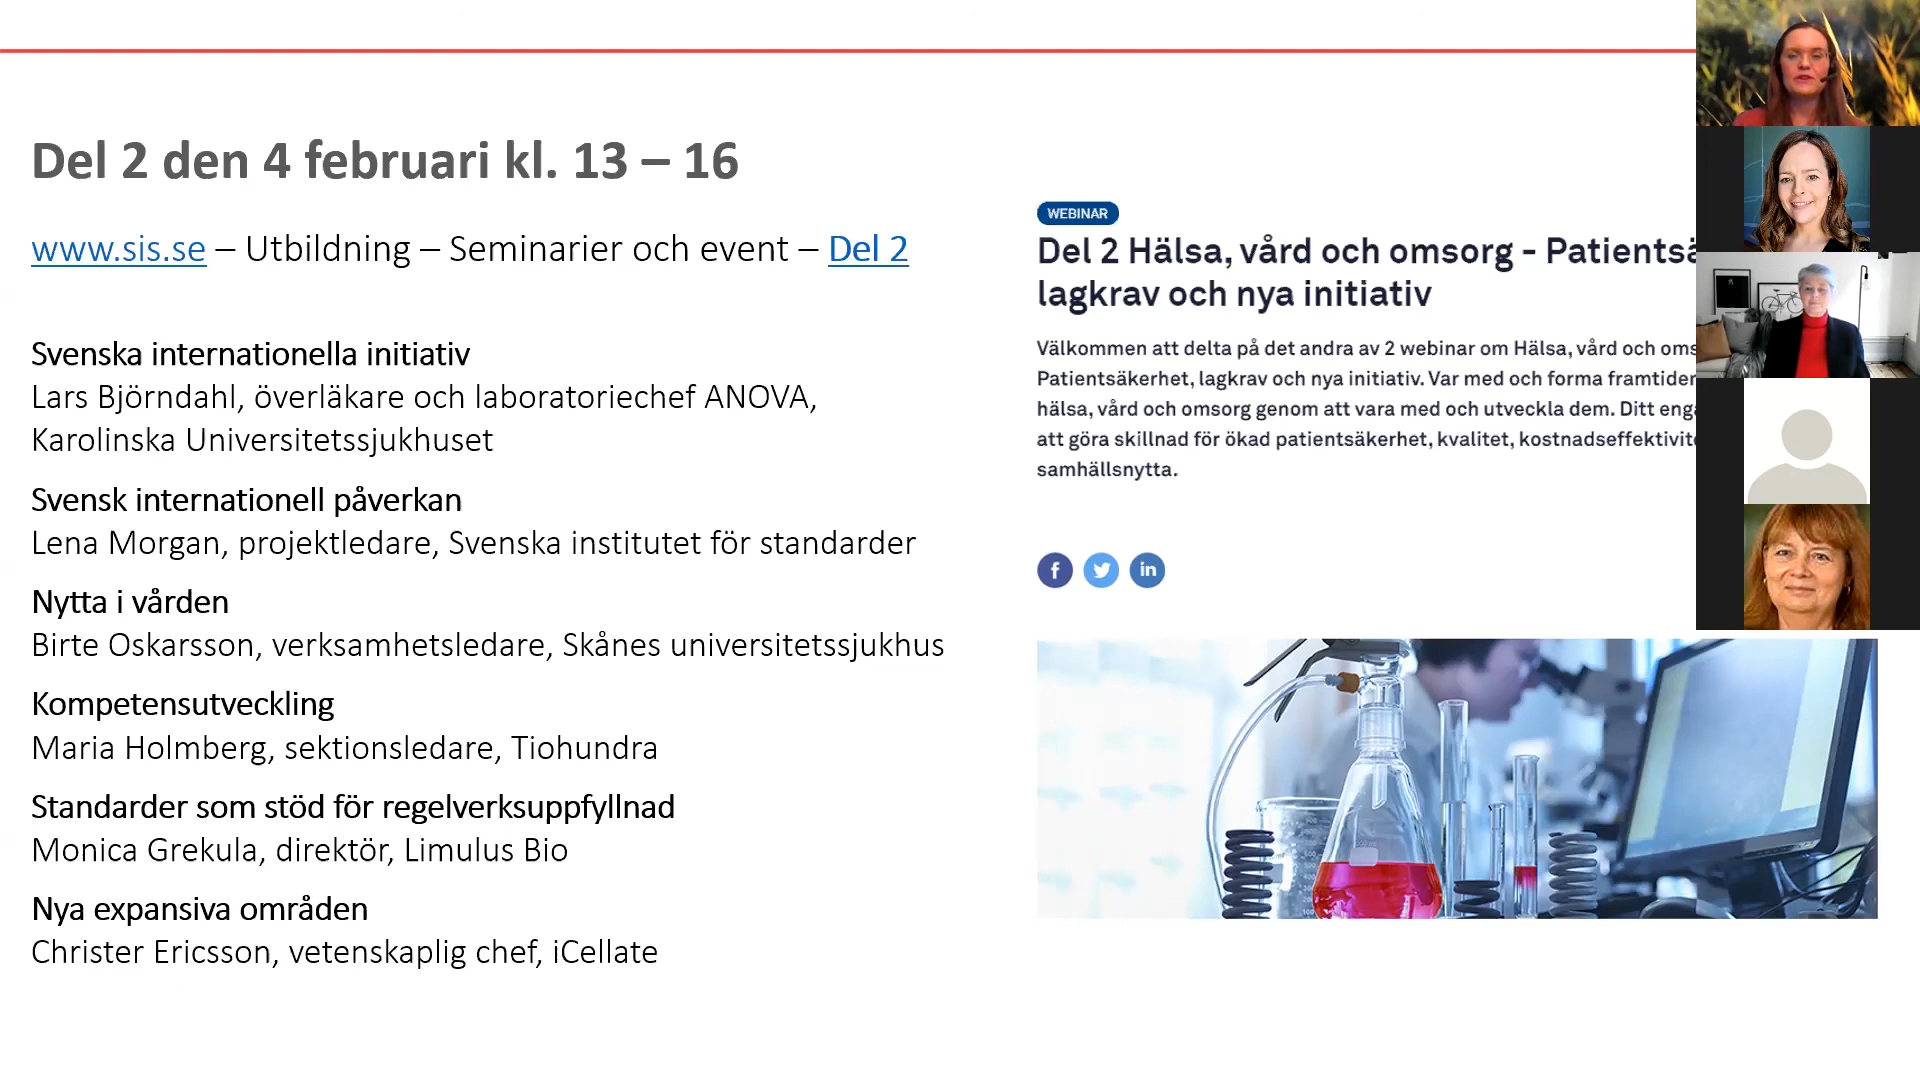 Del 2 den 4 februari kl. 13 – 16
www.sis.se – Utbildning – Seminarier och event – Del 2
Svenska internationella initiativ
Lars Björndahl, överläkare och laboratoriechef ANOVA,
Karolinska Universitetssjukhuset
Svensk internationell påverkan
Lena Morgan, projektledare, Svenska institutet för standarder
Nytta i vården
Birte Oskarsson, verksamhetsledare, Skånes universitetssjukhus
Kompetensutveckling
Maria Holmberg, sektionsledare, Tiohundra
Standarder som stöd för regelverksuppfyllnad
Monica Grekula, direktör, Limulus Bio
Nya expansiva områden
Christer Ericsson, vetenskaplig chef, iCellate
WEBINAR
Del 2 Hälsa, vård och omsorg - Patientsä
lagkrav och nya initiativ
Välkommen att delta på det andra av 2 webinar om Hälsa, vård och oms
Patientsäkerhet, lagkrav och nya initiativ. Var med och forma framtiden
hälsa, vård och omsorg genom att vara med och utveckla dem. Ditt enga
att göra skillnad för ökad patientsäkerhet, kvalitet, kostnadseffektivite
samhällsnytta.